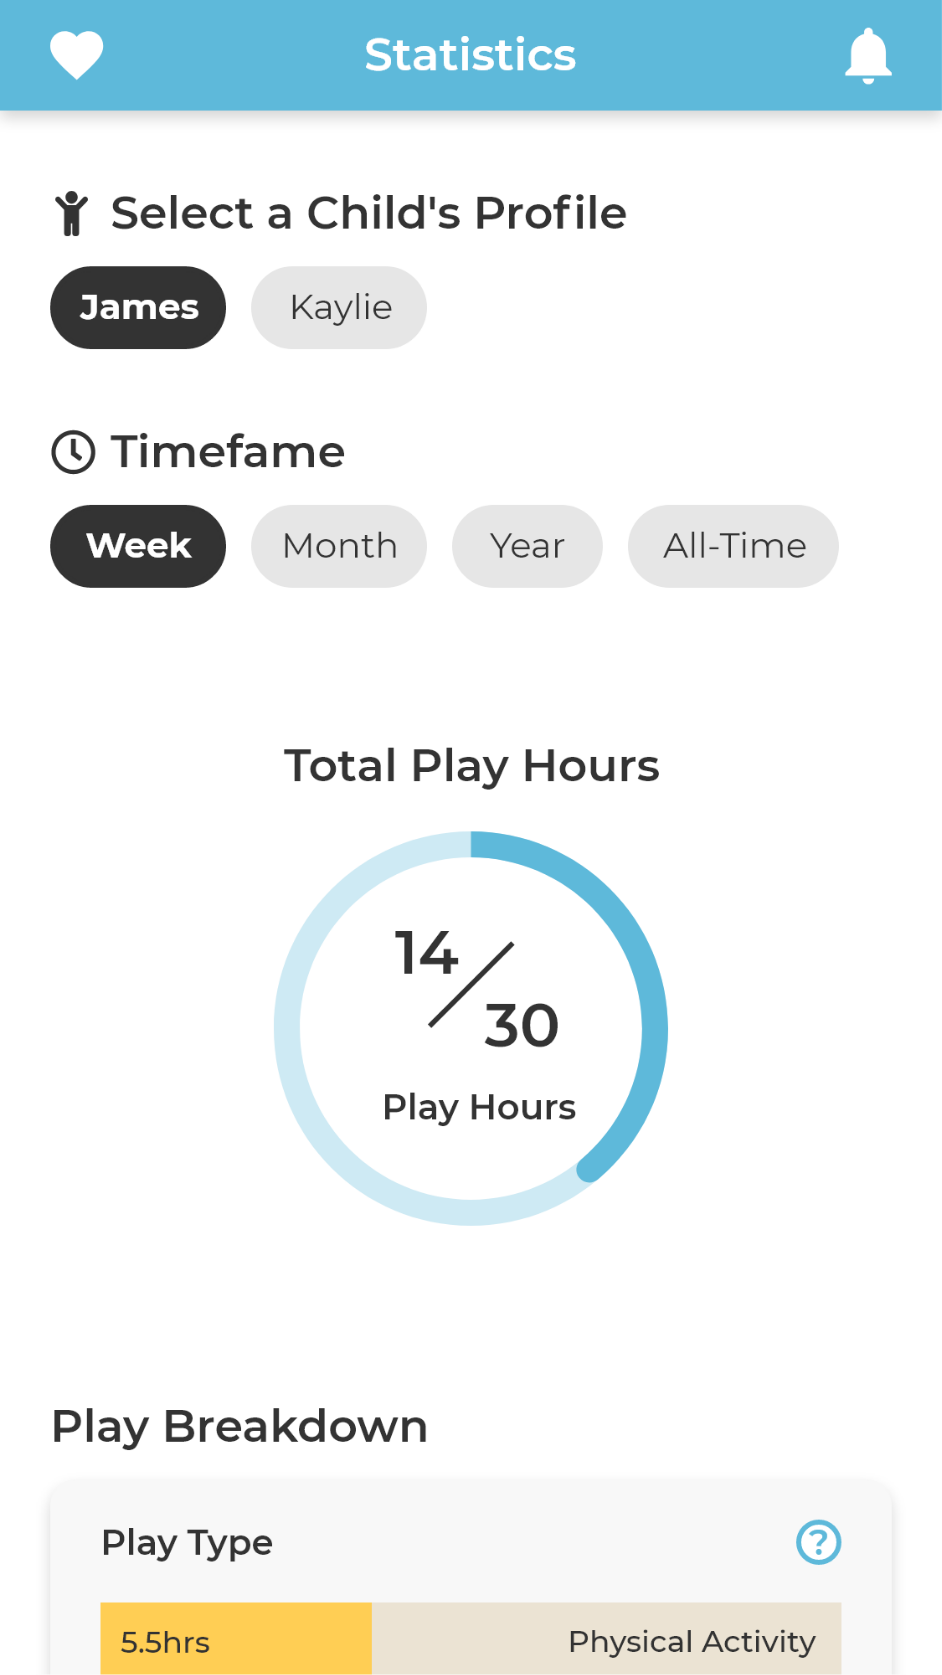 Statistics
Select a Child's Profile
James Kaylie
Timefame
Week Month Year All-Time
Total Play Hours
14
30
Play Hours
Play Breakdown
Play Type ?
5.5hrs Physical Activity